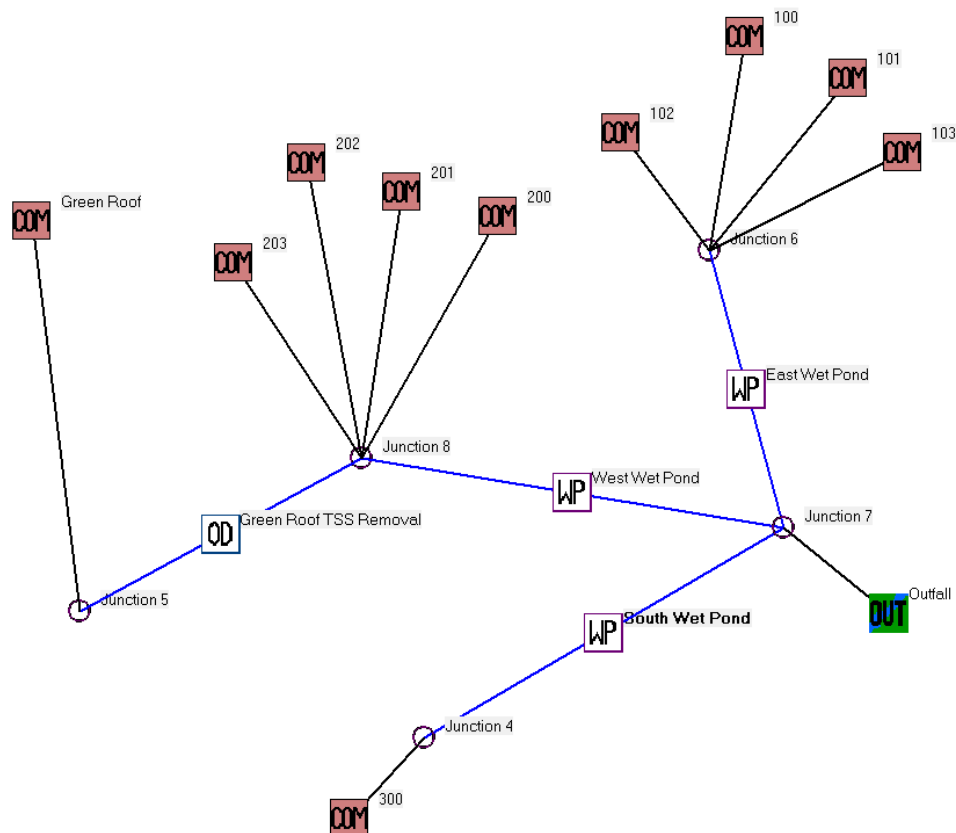 100
COM
101
COM
102
COM
103
COM
202
COM
201
COM
200
COM
Green Roof
COM
203
COM
Junction 6
East Wet Pond
WP
Junction 8
West Wet Pond
WP
Green Roof TSS Removal
OD
Junction 7
Junction 5
Outfall
OUT
South Wet Pond
WP
Junction 4
300
COM